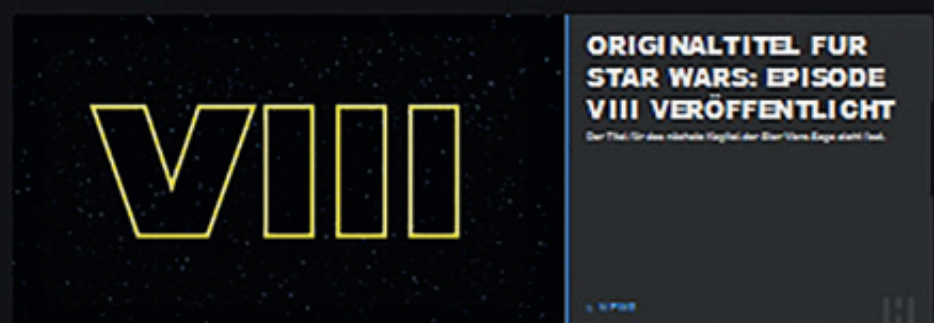 VIII
ORIGINALTITEL FUR
STAR WARS: EPISODE
VIII VERÖFFENTLICHT
Der Titel für das nächste Kapitel der Star Wars Saga steht fest.